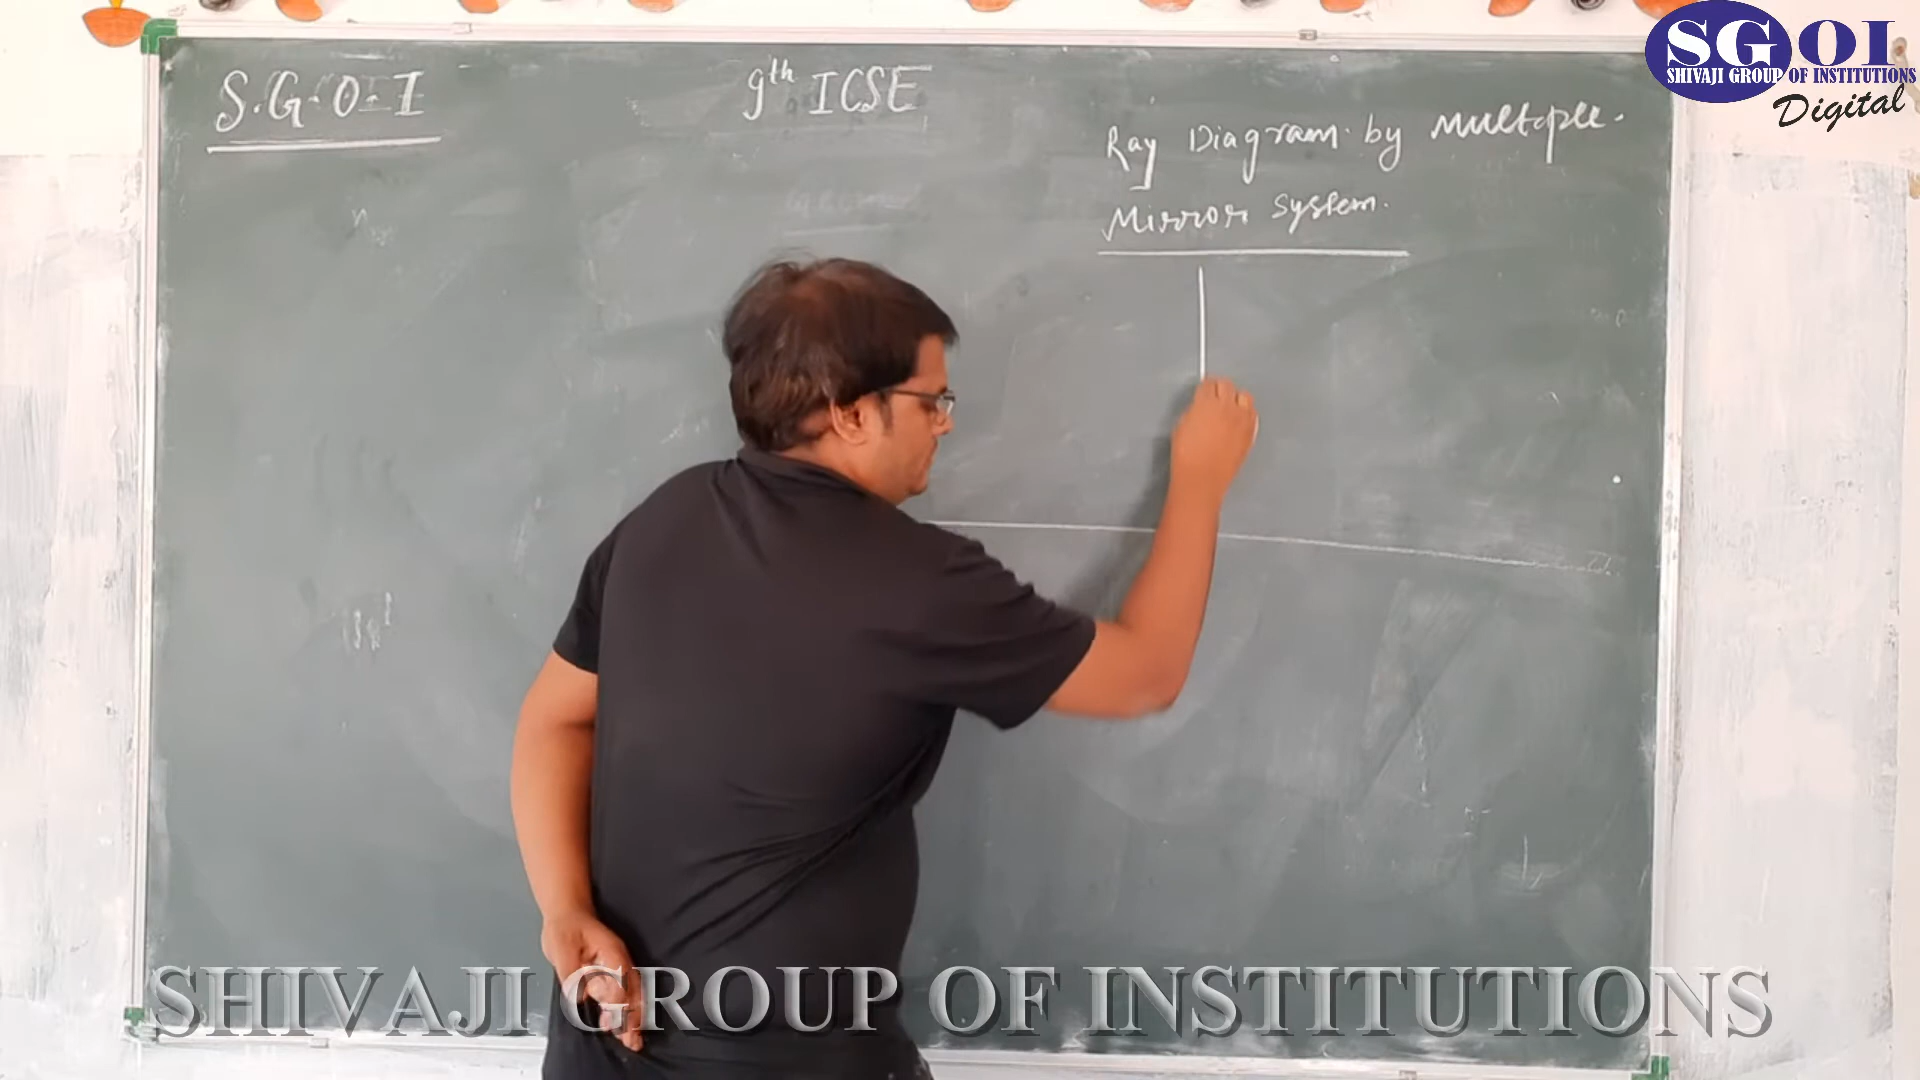 S.G.O.I
9th ICSE
Ray Diagram by Multiple.
Mirror System.
SGOI
SHIVAJI GROUP OF INSTITUTIONS
Digital
SHIVAJI GROUP OF INSTITUTIONS